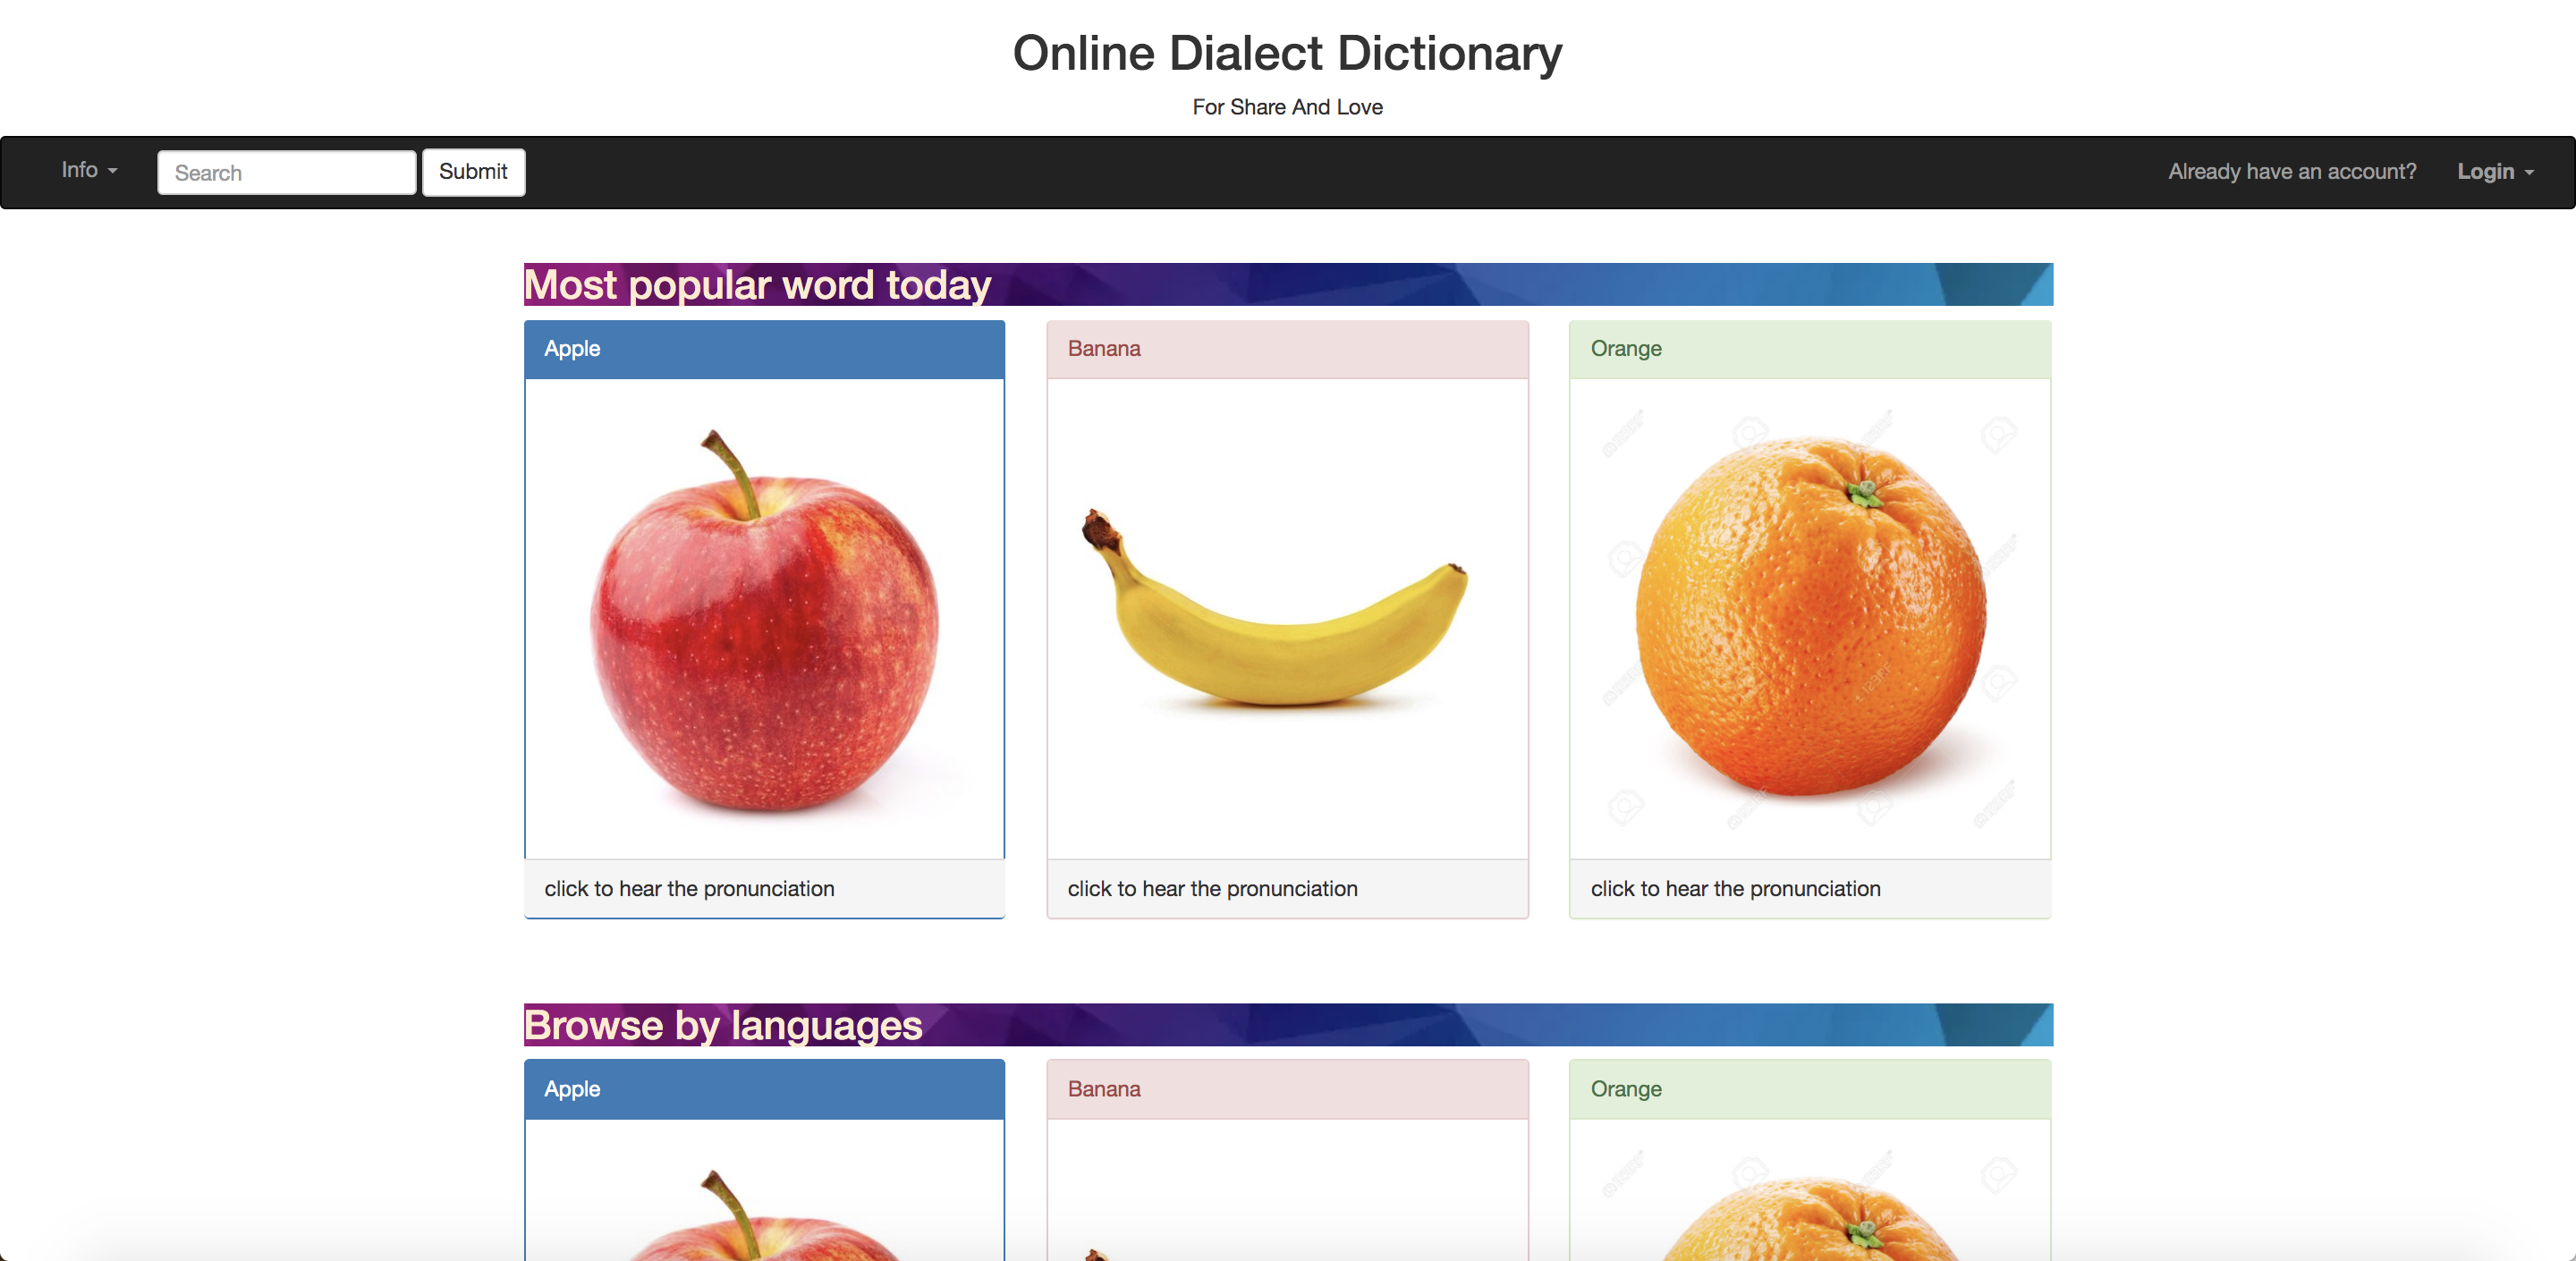 Online Dialect Dictionary
For Share And Love
Info Search Submit Already have an account? Login
Most popular word today
Apple Banana Orange
123RF
click to hear the pronunciation click to hear the pronunciation click to hear the pronunciation
Browse by languages
Apple Banana Orange